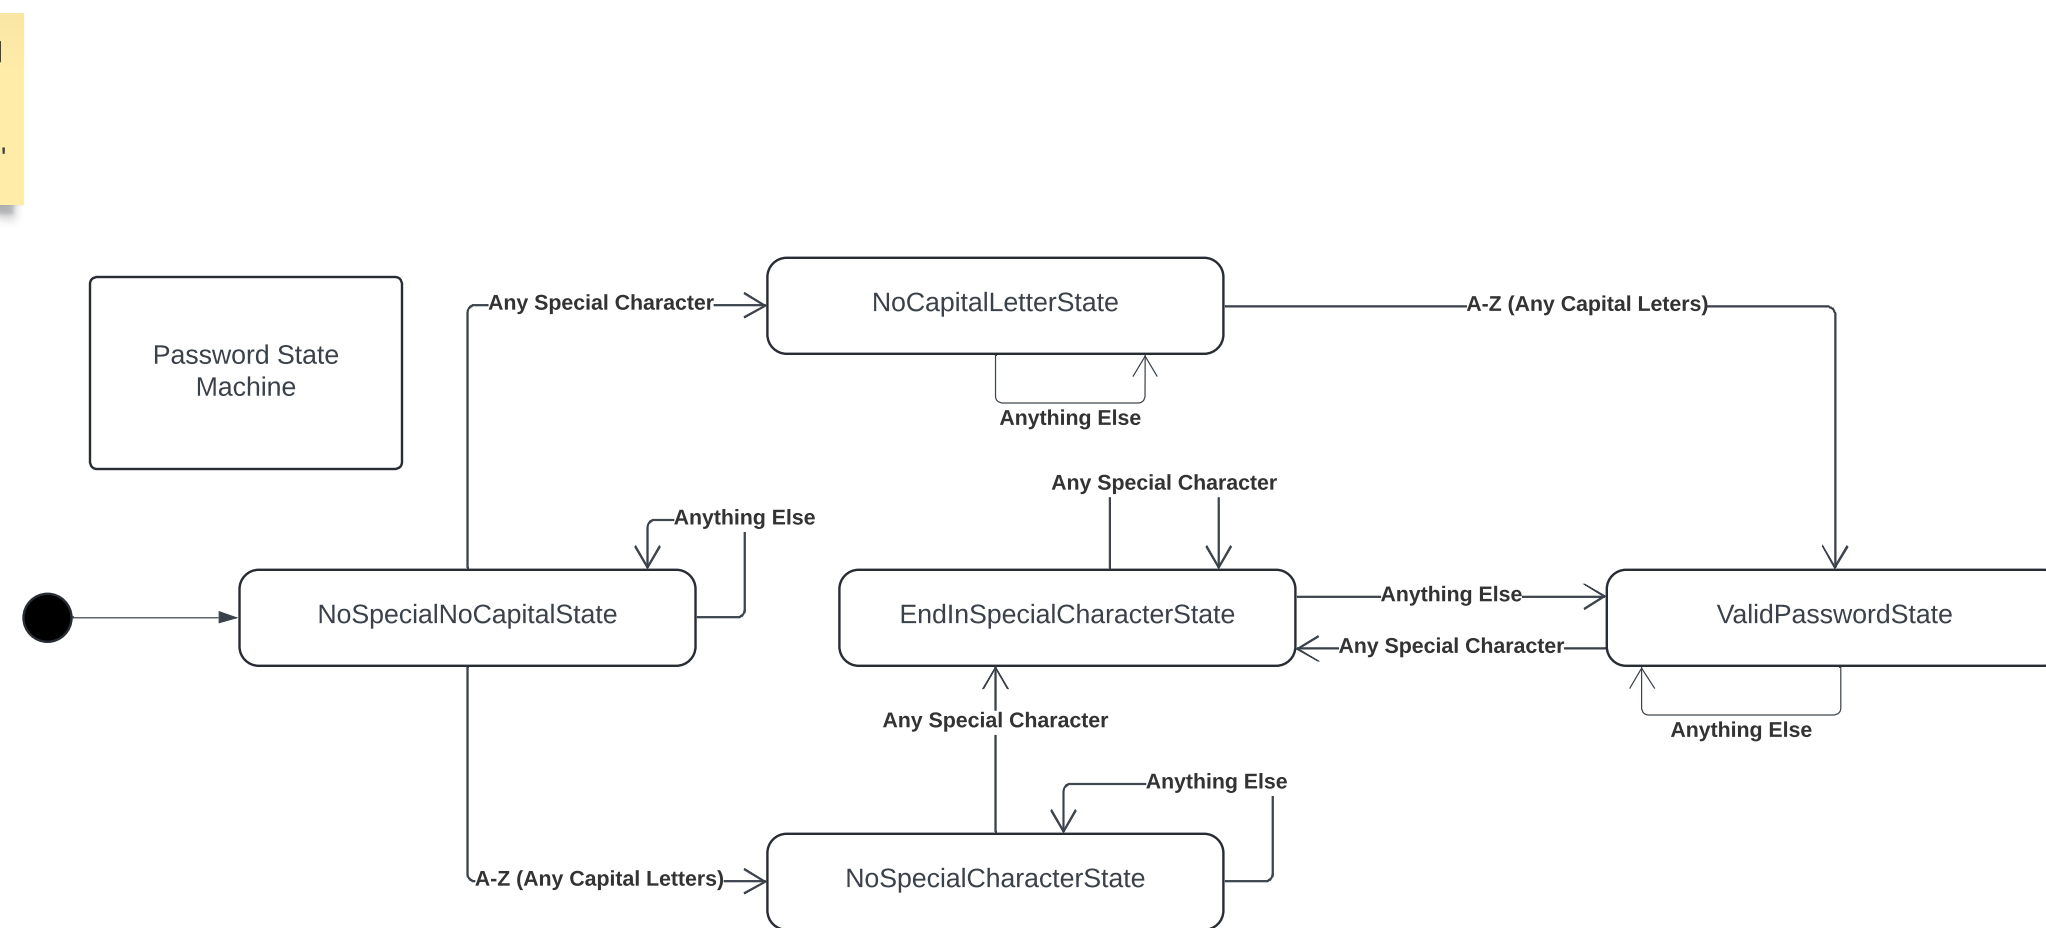 Any Special Character
NoCapitalLetterState
A-Z (Any Capital Leters)
Password State
Machine
Anything Else
Any Special Character
Anything Else
NoSpecialNoCapitalState
EndInSpecialCharacterState
Anything Else
Any Special Character
ValidPasswordState
Any Special Character
Anything Else
Anything Else
A-Z (Any Capital Letters)
NoSpecialCharacterState